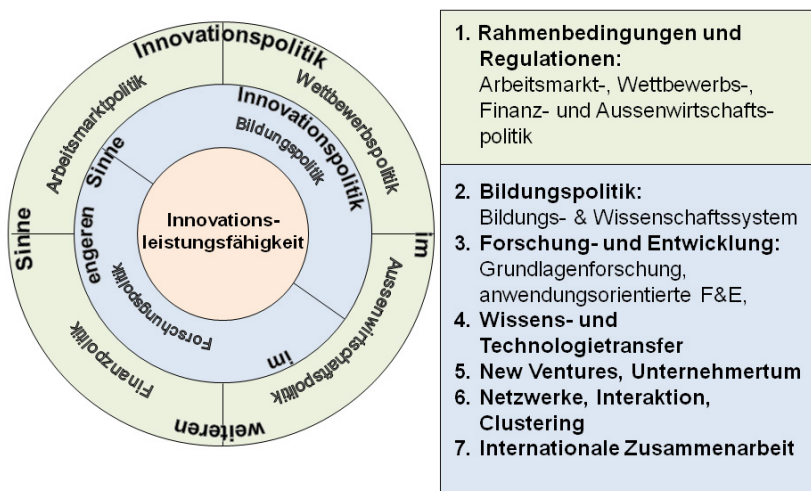 Innovationspolitik
im
weiteren
Sinne
Arbeitsmarktpolitik
Wettbewerbspolitik
Aussenwirtschaftspolitik
Finanzpolitik
Innovationspolitik
im
engeren
Sinne
Bildungspolitik
Forschungspolitik
Innovations-
leistungsfähigkeit
1. Rahmenbedingungen und
Regulationen:
Arbeitsmarkt-, Wettbewerbs-,
Finanz- und Aussenwirtschafts-
politik
2. Bildungspolitik:
Bildungs- & Wissenschaftssystem
3. Forschung- und Entwicklung:
Grundlagenforschung,
anwendungsorientierte F&E,
4. Wissens- und
Technologietransfer
5 New Ventures, Unternehmertum
6 Netzwerke, Interaktion,
Clustering
7. Internationale Zusammenarbeit